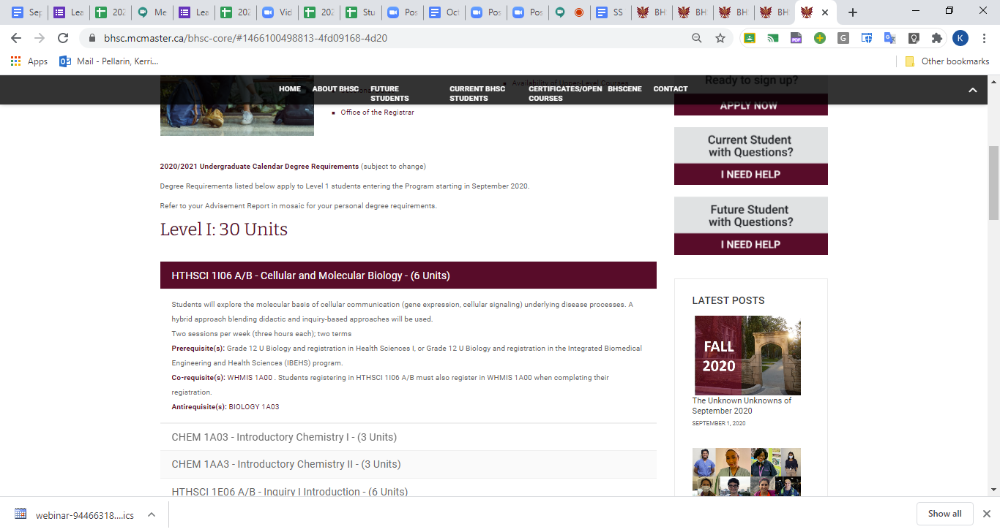 Sep
Lea
202
Me
Lea
202
Vid
202
Stu
Pos
Oct
Pos
Pos
SS
BH
BH
BH
BH
bhsc.mcmaster.ca/bhsc-core/#1466100498813-4fd09168-4d20
PDF
G
K
Apps
Mail - Pellarin, Kerri...
Other bookmarks
Availability of Upper-Level Courses
HOME
ABOUT BHSC
FUTURE STUDENTS
CURRENT BHSC STUDENTS
CERTIFICATES/OPEN COURSES
BHSCENE
CONTACT
Office of the Registrar
Ready to sign up?
APPLY NOW
Current Student
with Questions?
I NEED HELP
Future Student
with Questions?
I NEED HELP
2020/2021 Undergraduate Calendar Degree Requirements (subject to change)
Degree Requirements listed below apply to Level 1 students entering the Program starting in September 2020.
Refer to your Advisement Report in mosaic for your personal degree requirements.
Level I: 30 Units
HTHSCI 1I06 A/B - Cellular and Molecular Biology - (6 Units)
Students will explore the molecular basis of cellular communication (gene expression, cellular signaling) underlying disease processes. A
hybrid approach blending didactic and inquiry-based approaches will be used.
Two sessions per week (three hours each); two terms
Prerequisite(s): Grade 12 U Biology and registration in Health Sciences I, or Grade 12 U Biology and registration in the Integrated Biomedical
Engineering and Health Sciences (IBEHS) program.
Co-requisite(s): WHMIS 1A00 . Students registering in HTHSCI 1I06 A/B must also register in WHMIS 1A00 when completing their
registration.
Antirequisite(s): BIOLOGY 1A03
CHEM 1A03 - Introductory Chemistry I - (3 Units)
CHEM 1AA3 - Introductory Chemistry II - (3 Units)
HTHSCI 1E06 A/B - Inquiry I Introduction - (6 Units)
LATEST POSTS
FALL
2020
The Unknown Unknowns of
September 2020
SEPTEMBER 1, 2020
webinar-94466318....ics
Show all